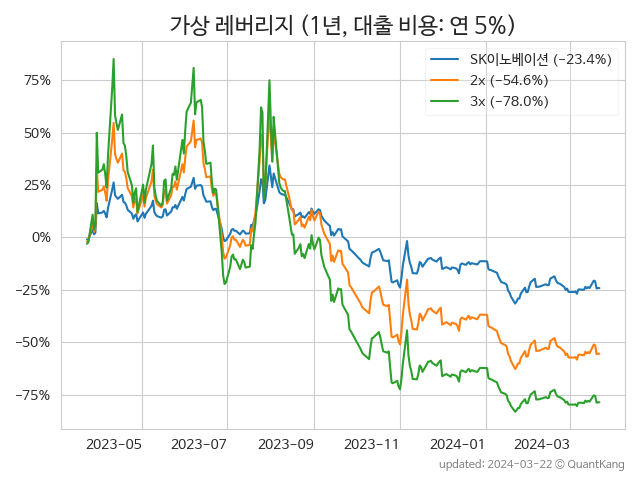 가상 레버리지 (1년, 대출 비용: 연 5%)
SK이노베이션 (−23.4%)
2x (−54.6%)
3x (−78.0%)
75%
50%
25%
0%
−25%
−50%
−75%
2023-05 2023-07 2023-09 2023-11 2024-01 2024-03
updated: 2024-03-22 © QuantKang